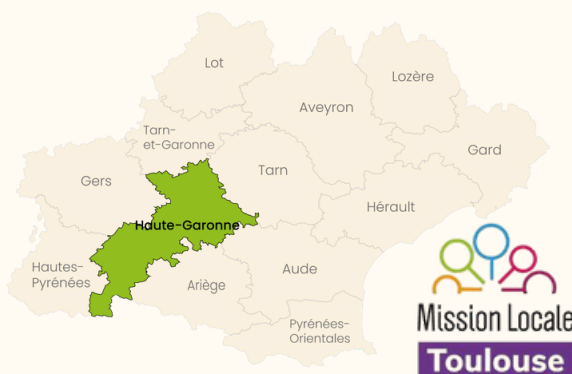 Lot
Lozère
Aveyron
Tarn-
et-Garonne
Gard
Tarn
Gers
Hérault
Haute-Garonne
Hautes-
Pyrénées
Aude
Ariège
Pyrénées-
Orientales
Mission Locale
Toulouse